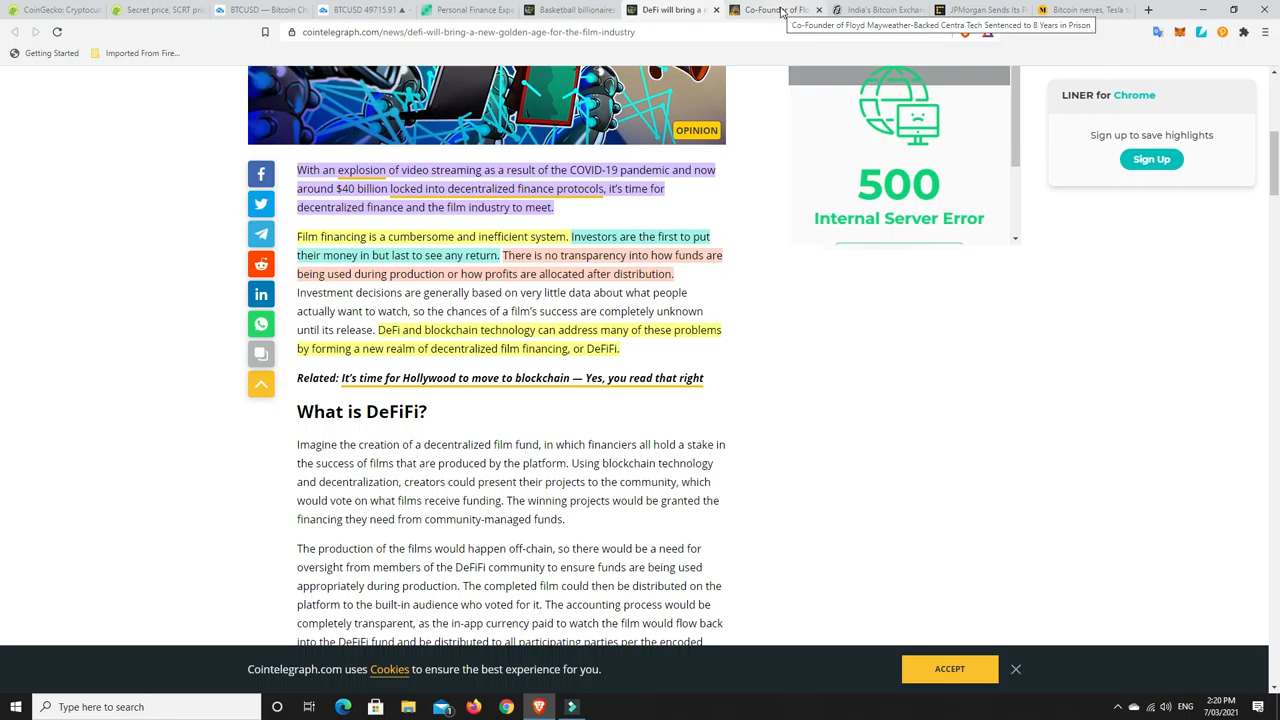 CoinGecko: Cryptoc
Secret price, SCRT pri
BTCUSD — Bitcoin Ch
BTCUSD 49715.91 ▲
Personal Finance Exp
Basketball billionaires
DeFi will bring a n
Co-Founder of Flo
India's Bitcoin Exchan
JPMorgan Sends Its F
Bitcoin nerves, Tesla t
Co-Founder of Floyd Mayweather-Backed Centra Tech Sentenced to 8 Years in Prison
cointelegraph.com/news/defi-will-bring-a-new-golden-age-for-the-film-industry
Getting Started
Imported From Fire...
OPINION
With an explosion of video streaming as a result of the COVID-19 pandemic and now
around $40 billion locked into decentralized finance protocols, it's time for
decentralized finance and the film industry to meet.
Film financing is a cumbersome and inefficient system. Investors are the first to put
their money in but last to see any return. There is no transparency into how funds are
being used during production or how profits are allocated after distribution.
Investment decisions are generally based on very little data about what people
actually want to watch, so the chances of a film's success are completely unknown
until its release. DeFi and blockchain technology can address many of these problems
by forming a new realm of decentralized film financing, or DeFiFi.
Related: It's time for Hollywood to move to blockchain — Yes, you read that right
What is DeFiFi?
Imagine the creation of a decentralized film fund, in which financiers all hold a stake in
the success of films that are produced by the platform. Using blockchain technology
and decentralization, creators could present their projects to the community, which
would vote on what films receive funding. The winning projects would be granted the
financing they need from community-managed funds.
The production of the films would happen off-chain, so there would be a need for
oversight from members of the DeFiFi community to ensure funds are being used
appropriately during production. The completed film could then be distributed on the
platform to the built-in audience who voted for it. The accounting process would be
completely transparent, as the in-app currency paid to watch the film would flow back
into the DeFiFi fund and be distributed to all participating parties per the encoded
500
Internal Server Error
LINER for Chrome
Sign up to save highlights
Sign Up
Cointelegraph.com uses Cookies to ensure the best experience for you.
ACCEPT
Type here to search
ENG
2:20 PM
7/03/2021